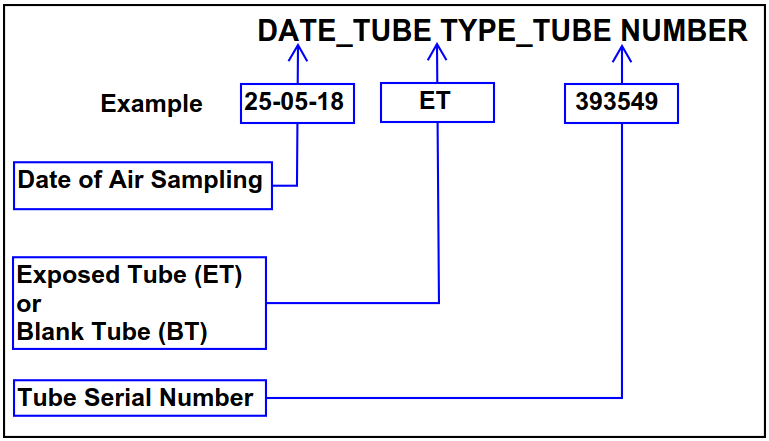 DATE_TUBE TYPE_TUBE NUMBER
Example 25-05-18 ET 393549
Date of Air Sampling
Exposed Tube (ET)
or
Blank Tube (BT)
Tube Serial Number